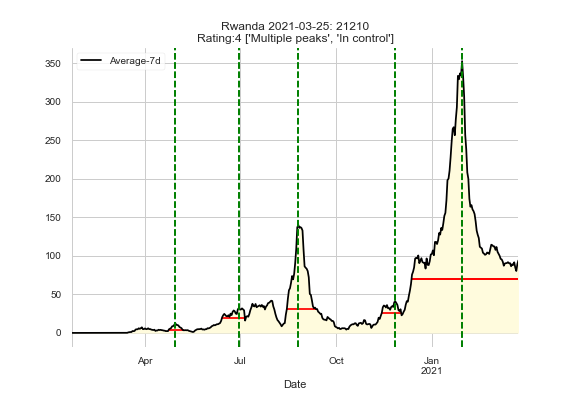 Rwanda 2021-03-25: 21210
Rating:4 ['Multiple peaks', 'In control']
Average-7d
350
300
250
200
150
100
50
0
Apr
Jul
Oct
Jan
2021
Date